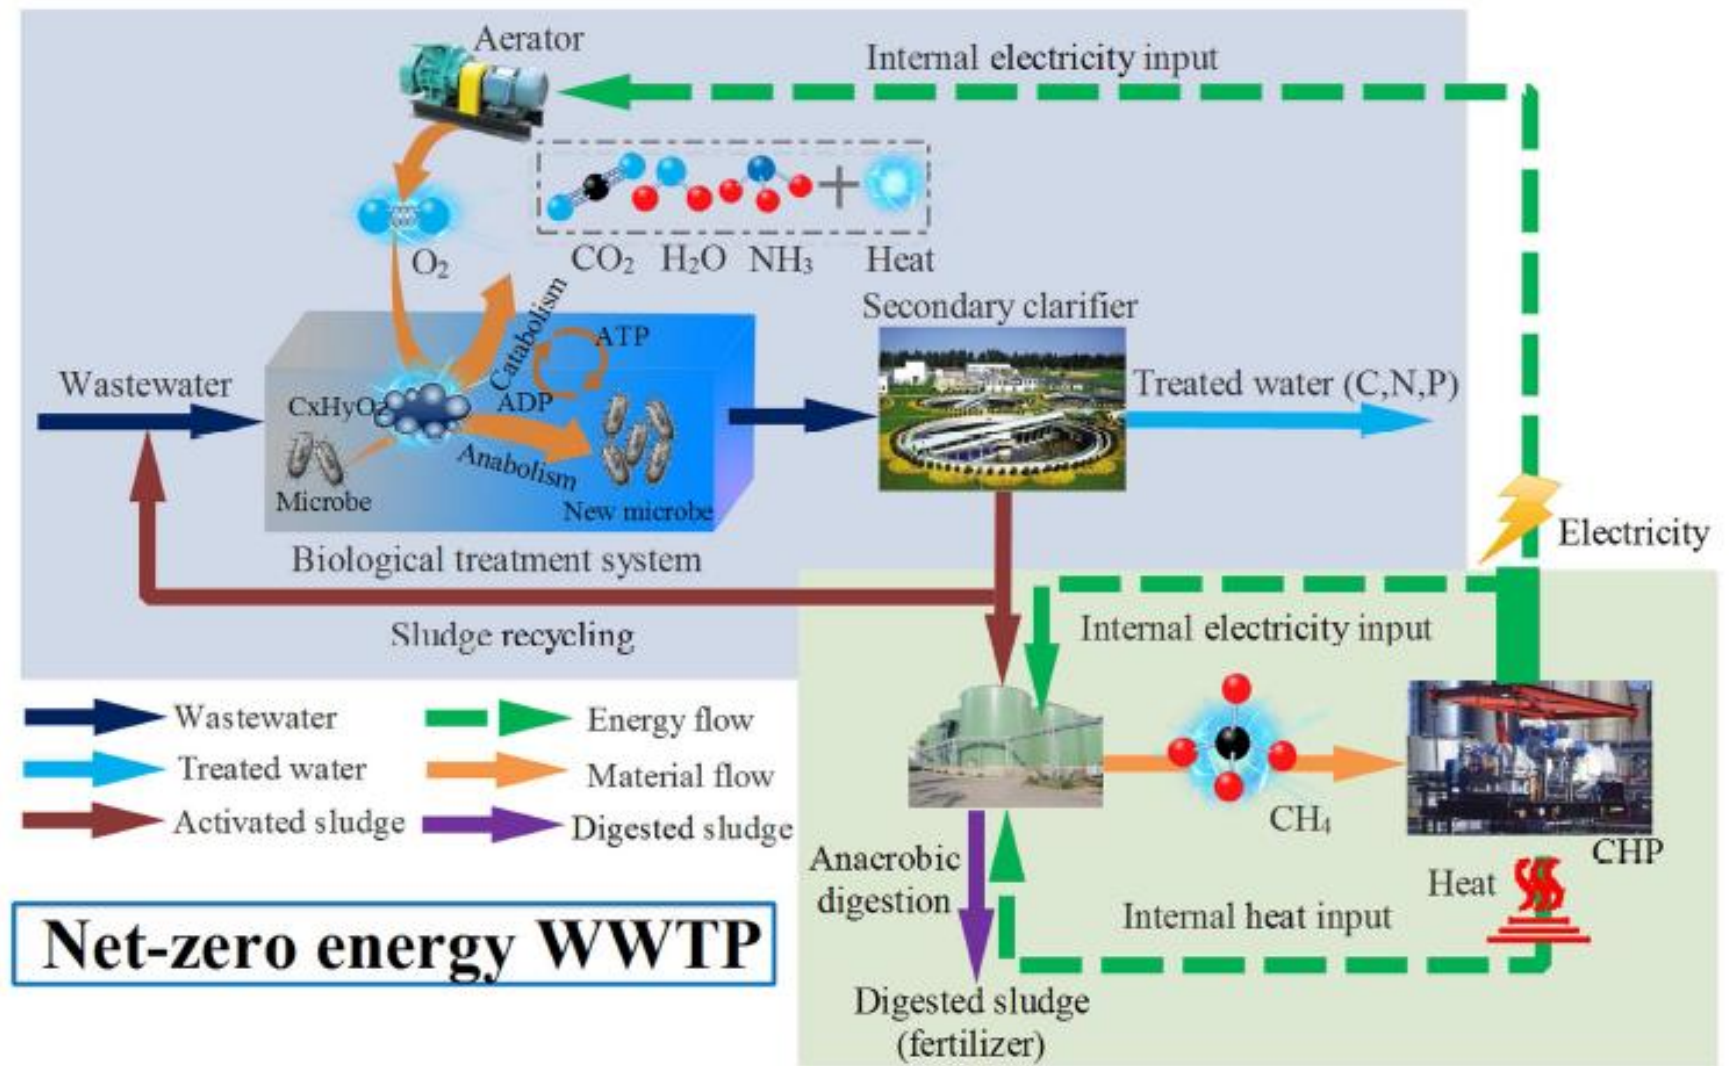 Aerator
Internal electricity input
O2
CO2 H2O NH3 Heat
Secondary clarifier
Catabolism
ATP
Wastewater
Treated water (C,N,P)
CxHyOz
ADP
Anabolism
Microbe
New microbe
Biological treatment system
Electricity
Sludge recycling
Internal electricity input
Wastewater
Energy flow
Treated water
Material flow
Activated sludge
Digested sludge
CH4
CHP
Anacrobic
digestion
Heat
Internal heat input
Net-zero energy WWTP
Digested sludge
(fertilizer)